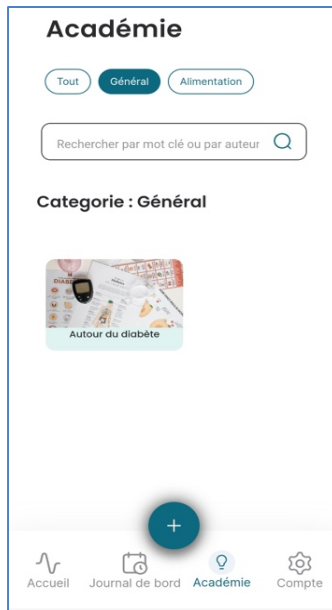 Académie
Tout Général Alimentation
Rechercher par mot clé ou par auteur
Categorie : Général
DIAB
Autour du diabète
+
Accueil Journal de bord Académie Compte